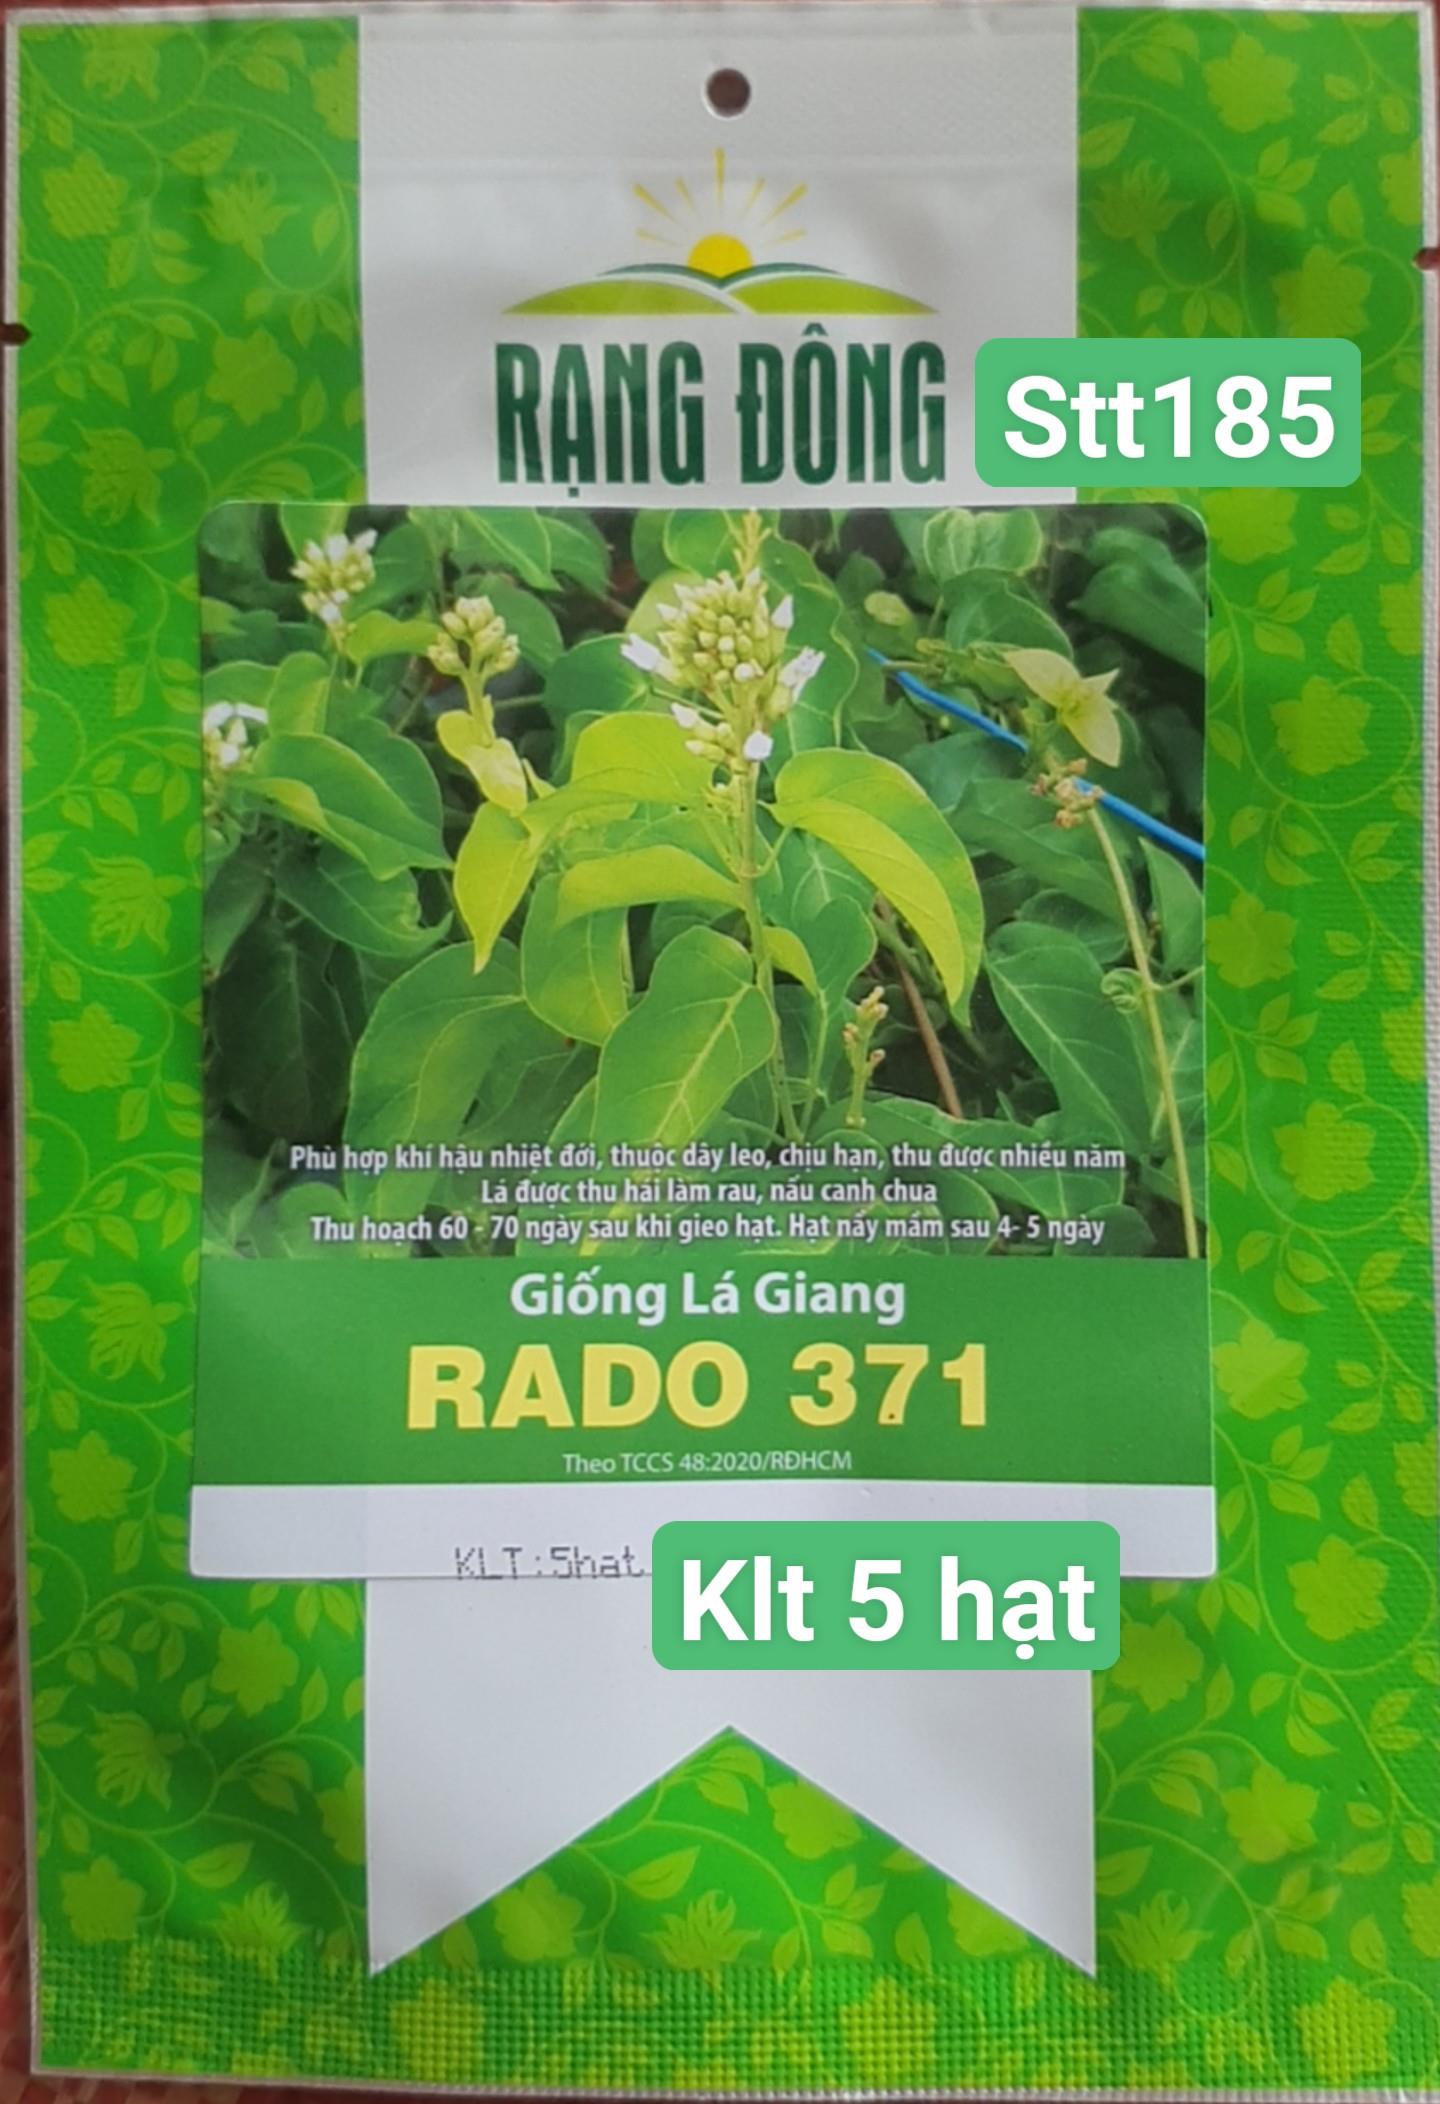 RẠNG ĐÔNG
Stt185
Phù hợp khí hậu nhiệt đới, thuộc dây leo, chịu hạn, thu được nhiều năm
Lá được thu hái làm rau, nấu canh chua
Thu hoạch 60 - 70 ngày sau khi gieo hạt. Hạt nẩy mầm sau 4- 5 ngày
Giống Lá Giang
RADO 371
Theo TCCS 48:2020/RĐHCM
KLT:5hat
Klt 5 hạt